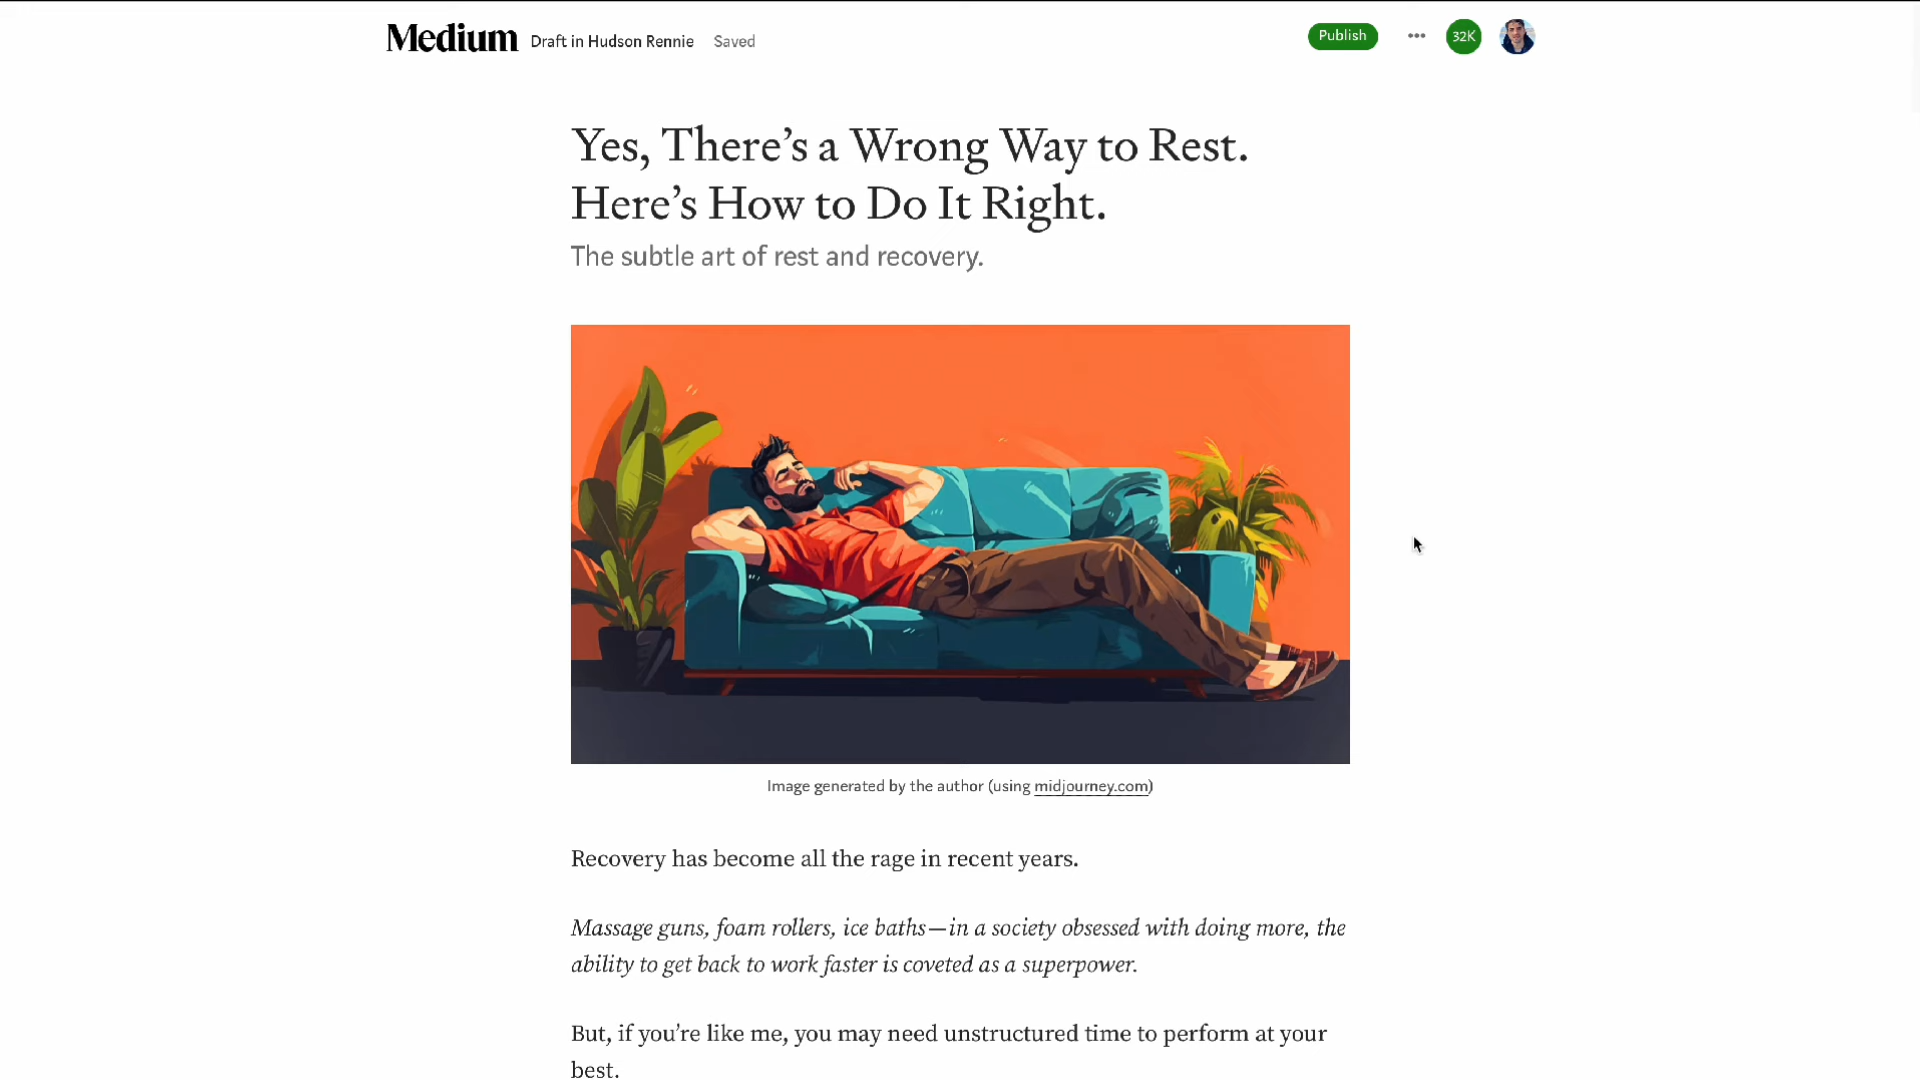 Medium Draft in Hudson Rennie Saved Publish ... 32K
Yes, There’s a Wrong Way to Rest.
Here’s How to Do It Right.
The subtle art of rest and recovery.
Image generated by the author (using midjourney.com)
Recovery has become all the rage in recent years.
Massage guns, foam rollers, ice baths—in a society obsessed with doing more, the
ability to get back to work faster is coveted as a superpower.
But, if you’re like me, you may need unstructured time to perform at your
best.